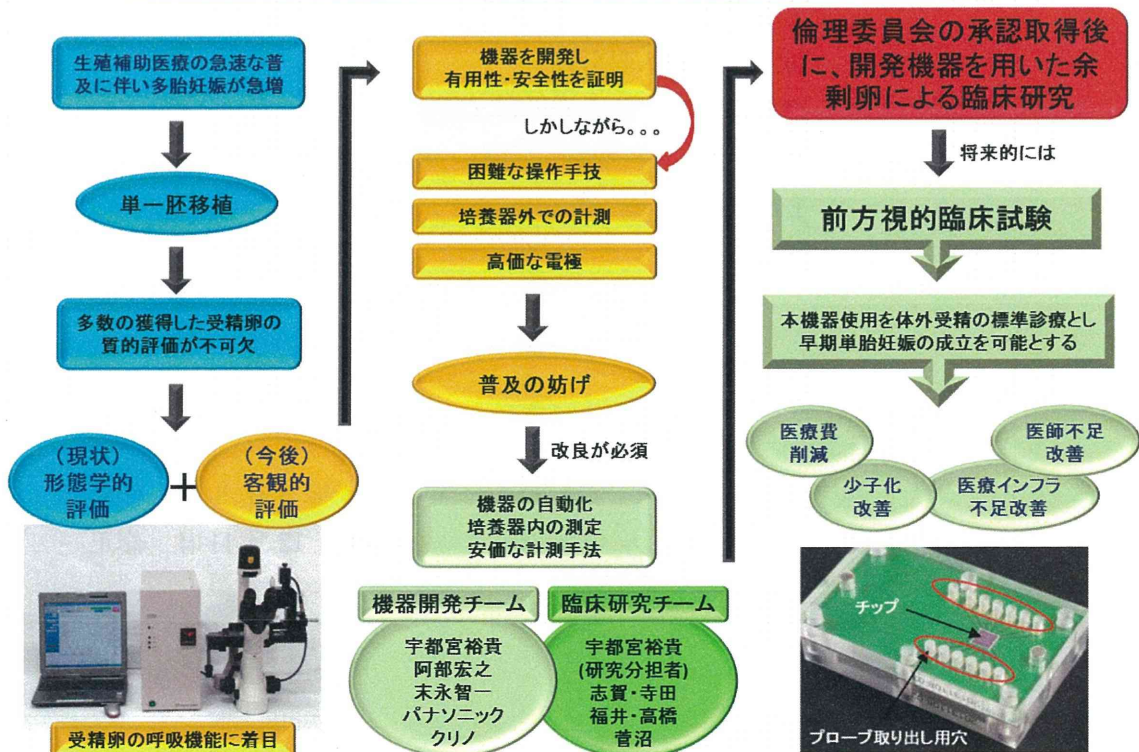 生殖補助医療の急速な普
及に伴い多胎妊娠が急増
単一胚移植
多数の獲得した受精卵の
質的評価が不可欠
(現状)
形態学的
評価
+
(今後)
客観的
評価
受精卵の呼吸機能に着目
機器を開発し
有用性・安全性を証明
しかしながら。。。
困難な操作手技
培養器外での計測
高価な電極
普及の妨げ
改良が必須
機器の自動化
培養器内の測定
安価な計測手法
機器開発チーム
宇都宮裕貴
阿部宏之
末永智一
パナソニック
クリノ
臨床研究チーム
宇都宮裕貴
(研究分担者)
志賀・寺田
福井・高橋
菅沼
倫理委員会の承認取得後
に、開発機器を用いた余
剰卵による臨床研究
将来的には
前方視的臨床試験
本機器使用を体外受精の標準診療とし
早期単胎妊娠の成立を可能とする
医療費
削減
少子化
改善
医療インフラ
不足改善
医師不足
改善
チップ
プローブ取り出し用穴